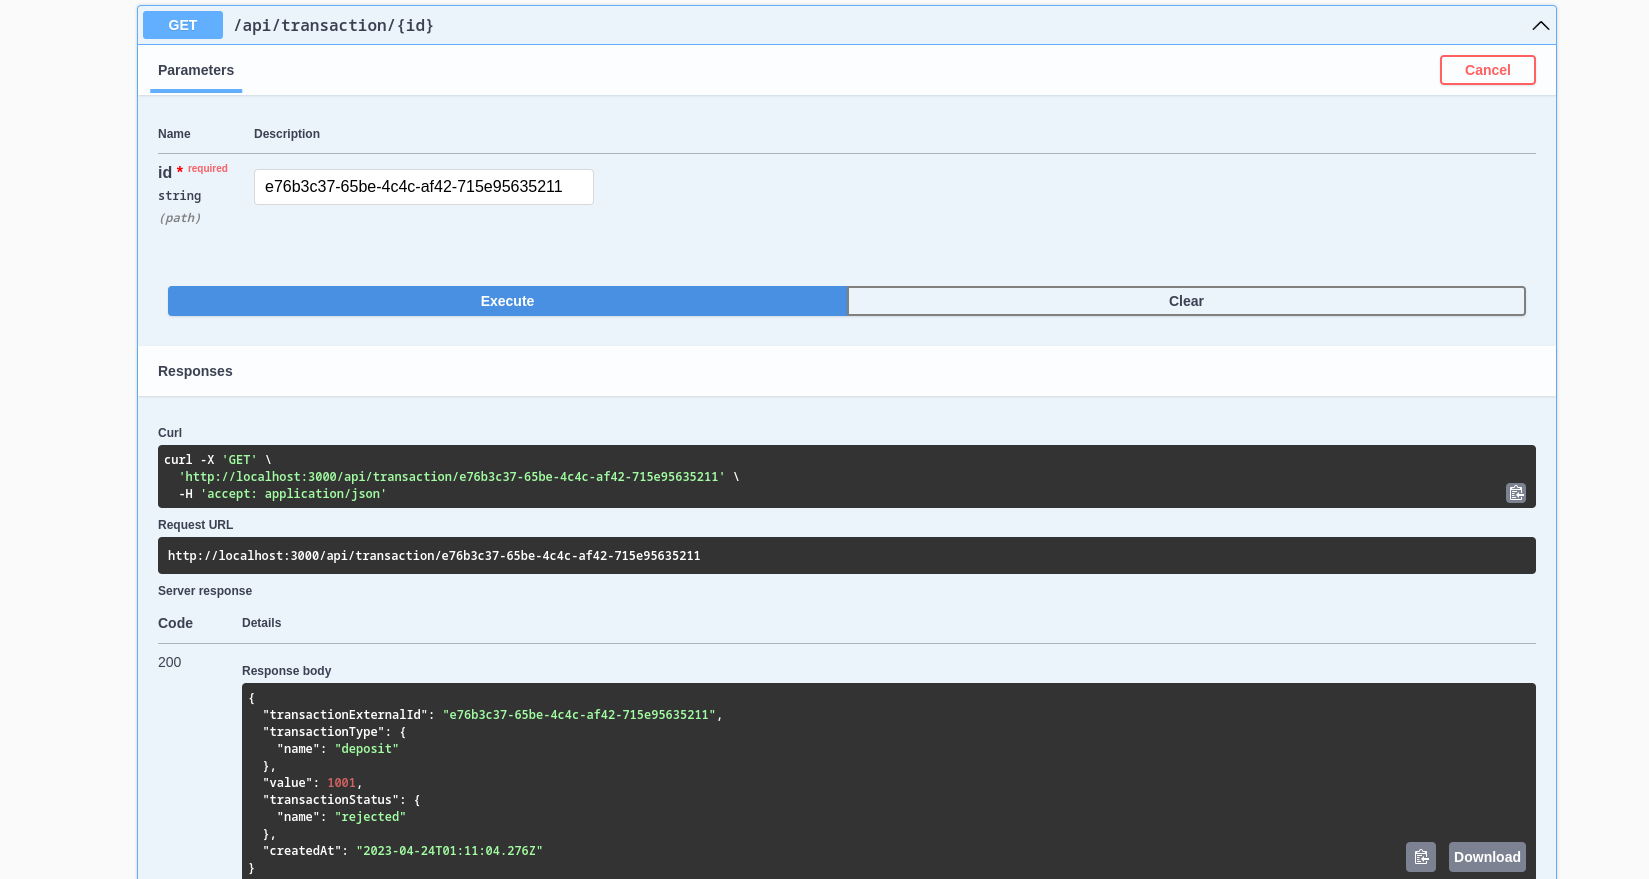 GET /api/transaction/{id}
Parameters
Cancel
Name Description
id * required
string
(path)
e76b3c37-65be-4c4c-af42-715e95635211
Execute Clear
Responses
Curl
curl -X 'GET' \
  'http://localhost:3000/api/transaction/e76b3c37-65be-4c4c-af42-715e95635211' \
  -H 'accept: application/json'
Request URL
http://localhost:3000/api/transaction/e76b3c37-65be-4c4c-af42-715e95635211
Server response
Code Details
200
Response body
{
  "transactionExternalId": "e76b3c37-65be-4c4c-af42-715e95635211",
  "transactionType": {
    "name": "deposit"
  },
  "value": 1001,
  "transactionStatus": {
    "name": "rejected"
  },
  "createdAt": "2023-04-24T01:11:04.276Z"
}
Download